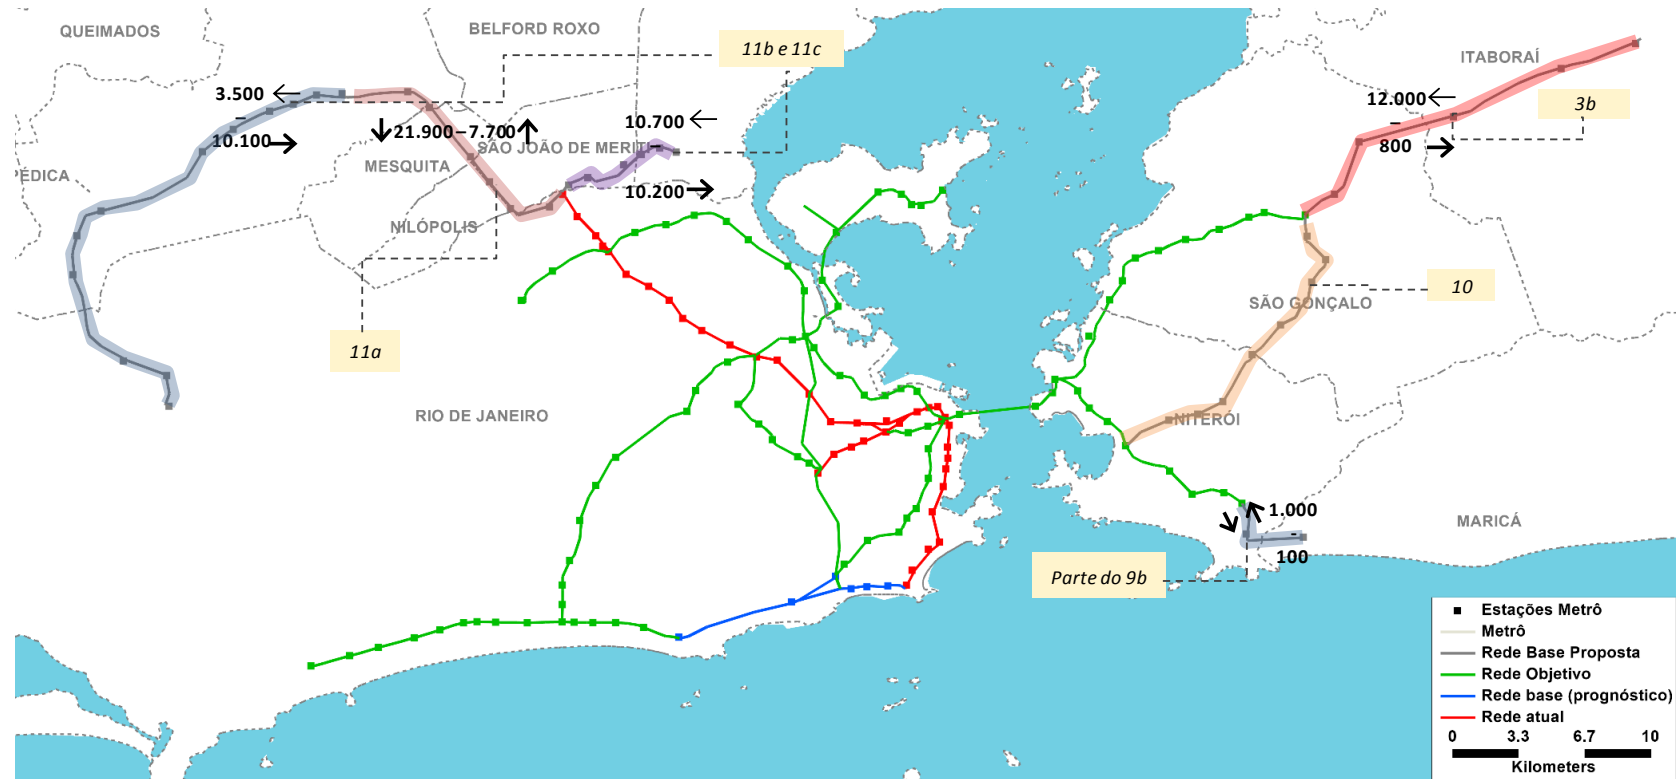 QUEIMADOS
BELFORD ROXO
11b e 11c
ITABORAÍ
3.500
10.100
21.900
7.700
10.700
12.000
800
3b
SÃO JOÃO DE MERITI
MESQUITA
PÉDICA
10.200
NILÓPOLIS
10
SÃO GONÇALO
11a
RIO DE JANEIRO
NITERÓI
1.000
100
MARICÁ
Parte do 9b
Estações Metrô
Metrô
Rede Base Proposta
Rede Objetivo
Rede base (prognóstico)
Rede atual
0 3.3 6.7 10
Kilometers